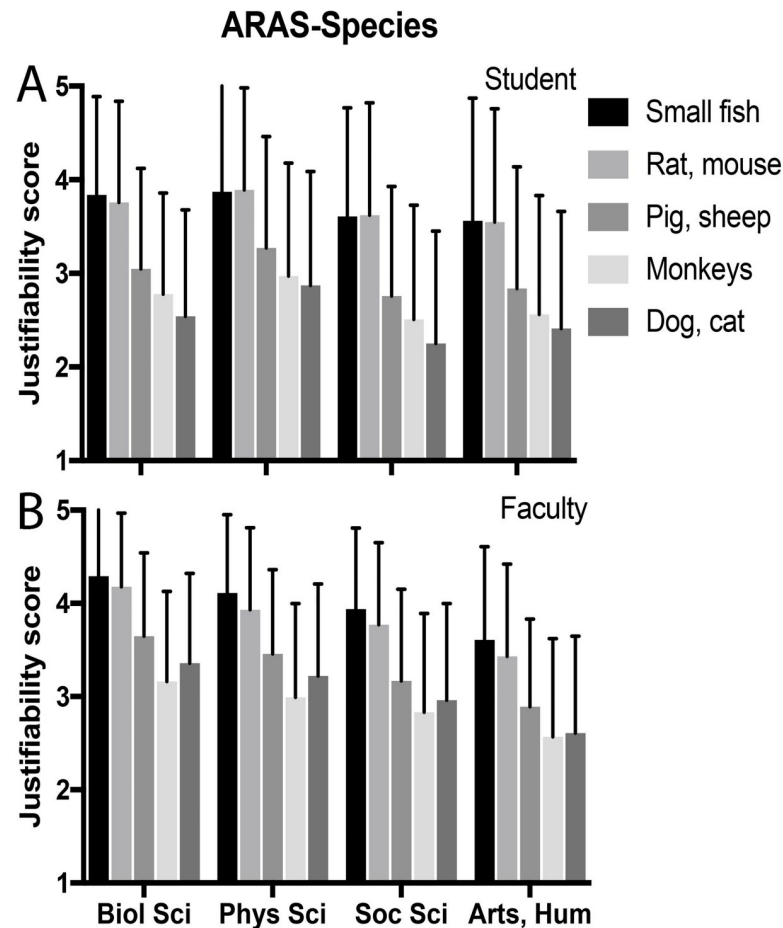 ARAS-Species
A
Student
Justifiability score
5
4
3
2
1
Small fish
Rat, mouse
Pig, sheep
Monkeys
Dog, cat
B
Faculty
Justifiability score
5
4
3
2
1
Biol Sci Phys Sci Soc Sci Arts, Hum